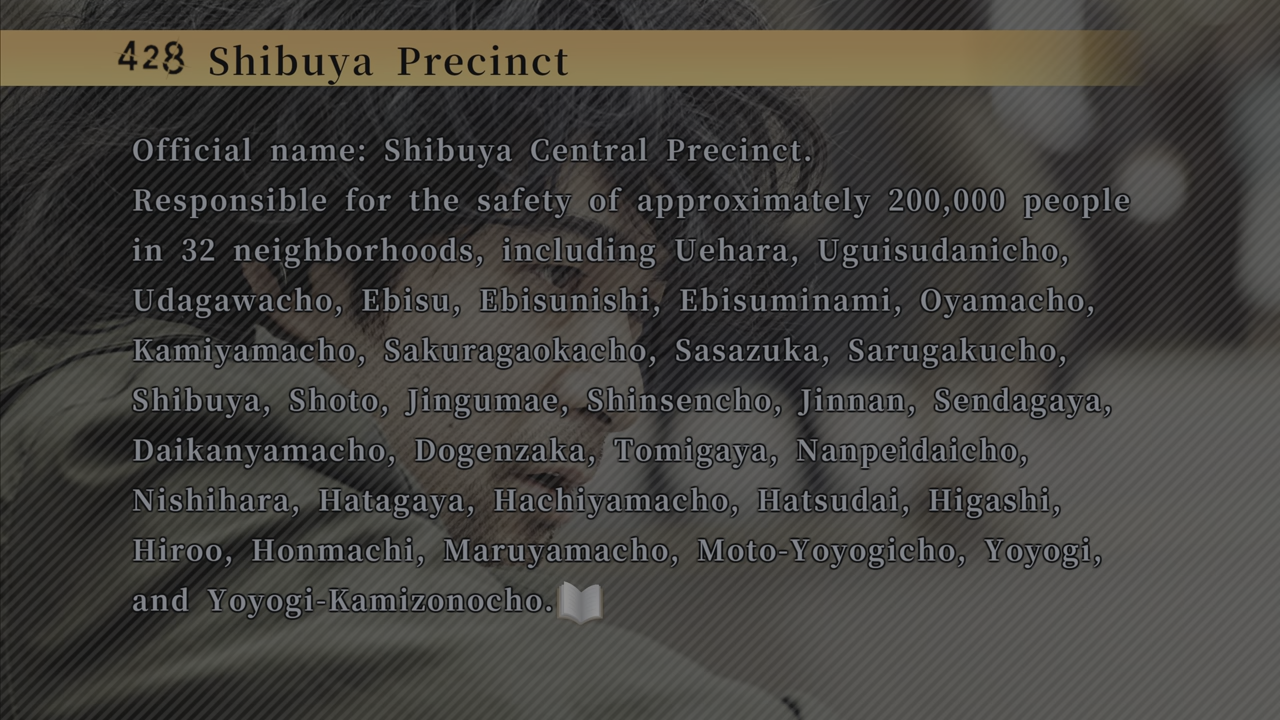 428 Shibuya Precinct
Official name: Shibuya Central Precinct.
Responsible for the safety of approximately 200,000 people
in 32 neighborhoods, including Uehara, Uguisudanicho,
Udagawacho, Ebisu, Ebisunishi, Ebisuminami, Oyamacho,
Kamiyamacho, Sakuragaokacho, Sasazuka, Sarugakucho,
Shibuya, Shoto, Jingumae, Shinsencho, Jinnan, Sendagaya,
Daikanyamacho, Dogenzaka, Tomigaya, Nanpeidaicho,
Nishihara, Hatagaya, Hachiyamacho, Hatsudai, Higashi,
Hiroo, Honmachi, Maruyamacho, Moto-Yoyogicho, Yoyogi,
and Yoyogi-Kamizonocho.